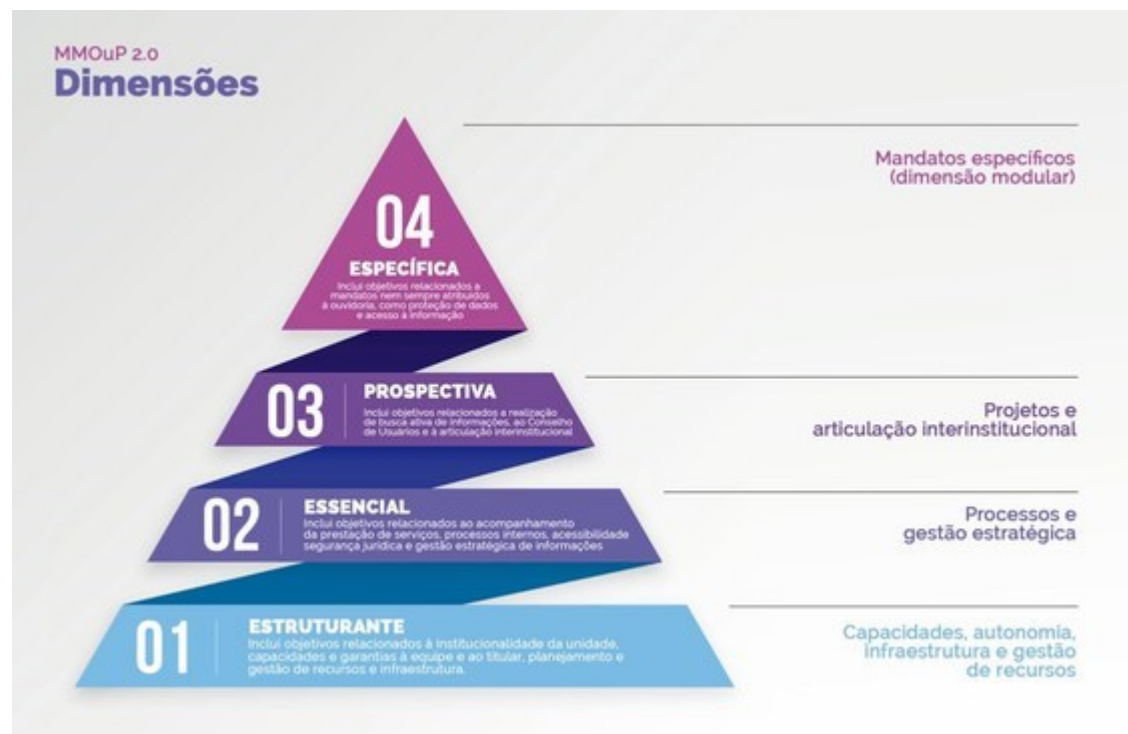 MMOuP 2.0
Dimensões
Mandatos específicos
(dimensão modular)
04
ESPECÍFICA
Inclui objetivos relacionados a
mandatos nem sempre atribuídos
à ouvidoria, como proteção de dados
e acesso à informação
03
PROSPECTIVA
Inclui objetivos relacionados a realização
de busca ativa de informações, ao Conselho
de Usuários e à articulação interinstitucional
Projetos e
articulação interinstitucional
02
ESSENCIAL
Inclui objetivos relacionados ao acompanhamento
da prestação de serviços, processos internos, acessibilidade
segurança jurídica e gestão estratégica de informações
Processos e
gestão estratégica
01
ESTRUTURANTE
Inclui objetivos relacionados à institucionalidade da unidade,
capacidades e garantias à equipe e ao titular, planejamento e
gestão de recursos e infraestrutura.
Capacidades, autonomia,
infraestrutura e gestão
de recursos